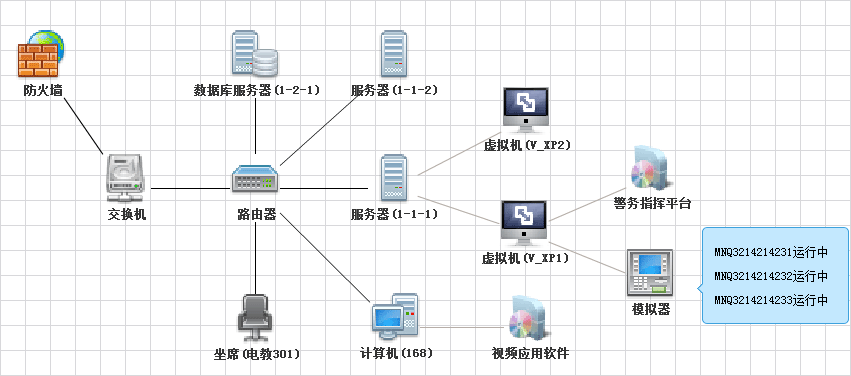 防火墙
数据库服务器(1-2-1)
服务器(1-1-2)
虚拟机(V_XP2)
警务指挥平台
交换机
路由器
服务器(1-1-1)
虚拟机(V_XP1)
MNQ3214214231运行中
MNQ3214214232运行中
MNQ3214214233运行中
模拟器
坐席(电教301)
计算机(168)
视频应用软件